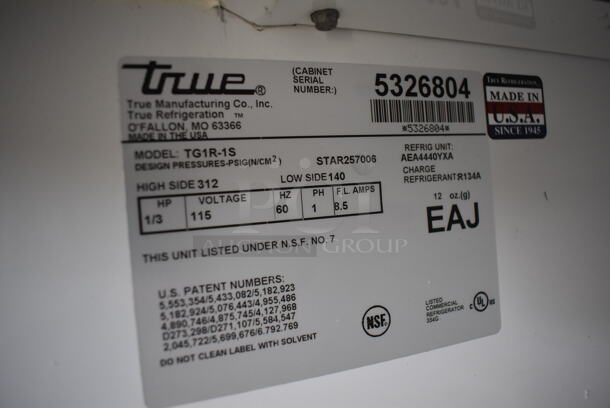 true®
True Manufacturing Co., Inc.
True Refrigeration ™
O'FALLON, MO 63366
MADE IN THE USA
(CABINET
SERIAL
NUMBER:)
5326804
*5326804*
TRUE REFRIGERATION
MADE IN
U.S.A.
SINCE 1945
MODEL: TG1R-1S
DESIGN PRESSURES-PSIG(N/CM²)
STAR257006
HIGH SIDE 312
LOW SIDE 140
REFRIG UNIT:
AEA4440YXA
CHARGE
REFRIGERANT R134A
12 oz.(g)
HP VOLTAGE HZ PH F.L. AMPS
1/3 115 60 1 8.5
EAJ
THIS UNIT LISTED UNDER N.S.F. NO. 7
AUCTION GROUP
U.S. PATENT NUMBERS:
5,553,354/5,433,082/5,182,923
5,182,924/5,076,443/4,955,486
4,890,746/4,875,745/4,127,968
D273,298/D271,107/5,584,547
2,045,722/5,699,676/6,792,769
DO NOT CLEAN LABEL WITH SOLVENT
NSF®
LISTED
COMMERCIAL
REFRIGERATOR
354G
c UL us